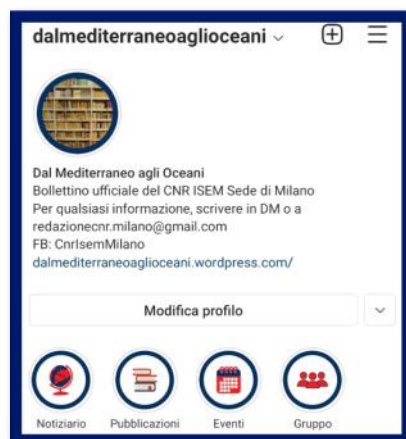 dalmediterraneoaglioceani
Dal Mediterraneo agli Oceani
Bollettino ufficiale del CNR ISEM Sede di Milano
Per qualsiasi informazione, scrivere in DM o a
redazionecnr.milano@gmail.com
FB: CnrIsemMilano
dalmediterraneoaglioceani.wordpress.com/
Modifica profilo
Notiziario Pubblicazioni Eventi Gruppo